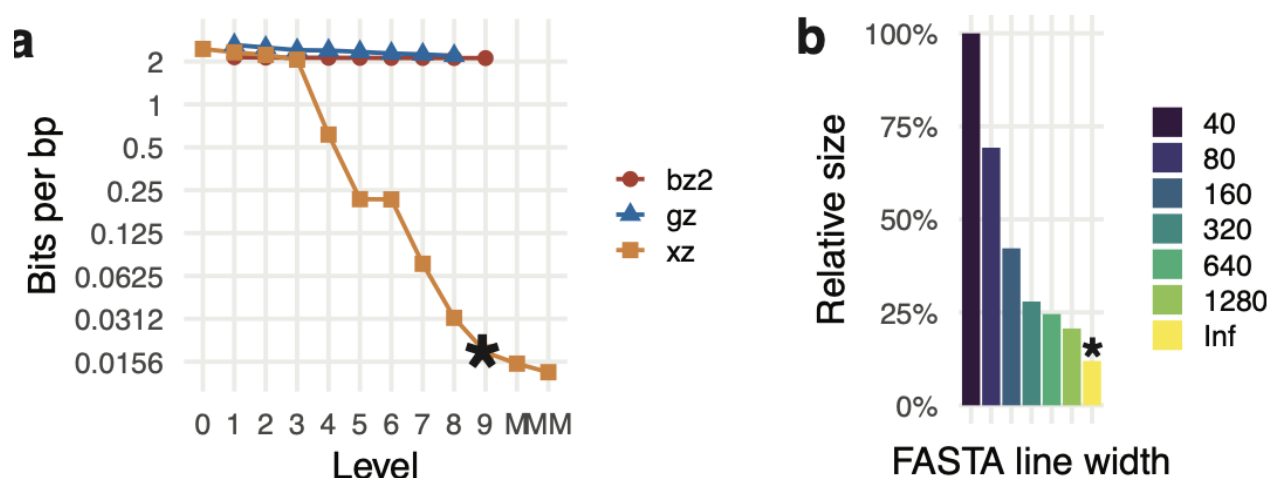 a
Bits per bp
2
1
0.5
0.25
0.125
0.0625
0.0312
0.0156
*
0 1 2 3 4 5 6 7 8 9 M MM
Level
bz2
gz
xz
b
Relative size
100%
75%
50%
25%
0%
*
FASTA line width
40
80
160
320
640
1280
Inf